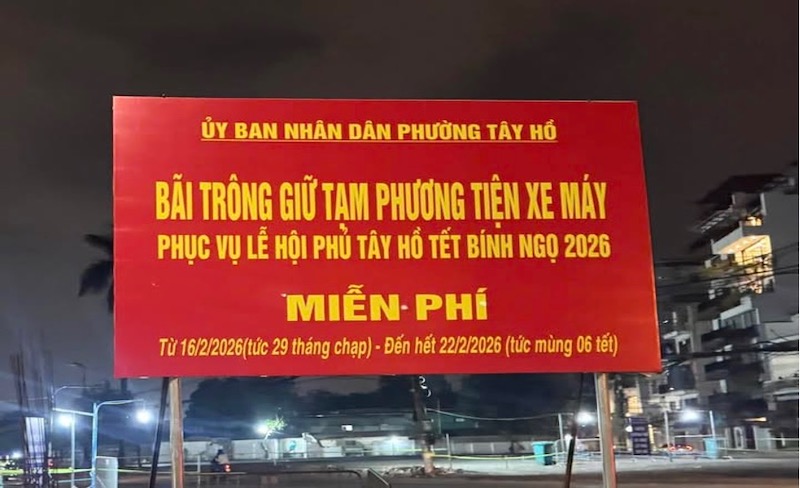 ỦY BAN NHÂN DÂN PHƯỜNG TÂY HỒ
BÃI TRÔNG GIỮ TẠM PHƯƠNG TIỆN XE MÁY
PHỤC VỤ LỄ HỘI PHỦ TÂY HỒ TẾT BÍNH NGỌ 2026
MIỄN PHÍ
Từ 16/2/2026(tức 29 tháng chạp) - Đến hết 22/2/2026 (tức mùng 06 tết)